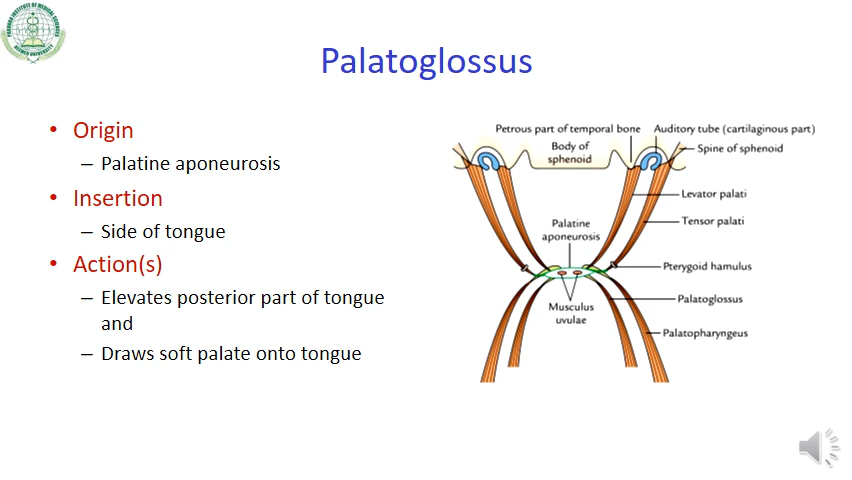 Palatoglossus
• Origin
– Palatine aponeurosis
• Insertion
– Side of tongue
• Action(s)
– Elevates posterior part of tongue
and
– Draws soft palate onto tongue
Petrous part of temporal bone
Auditory tube (cartilaginous part)
Body of
sphenoid
Spine of sphenoid
Levator palati
Palatine
aponeurosis
Tensor palati
Pterygoid hamulus
Musculus
uvulae
Palatoglossus
Palatopharyngeus